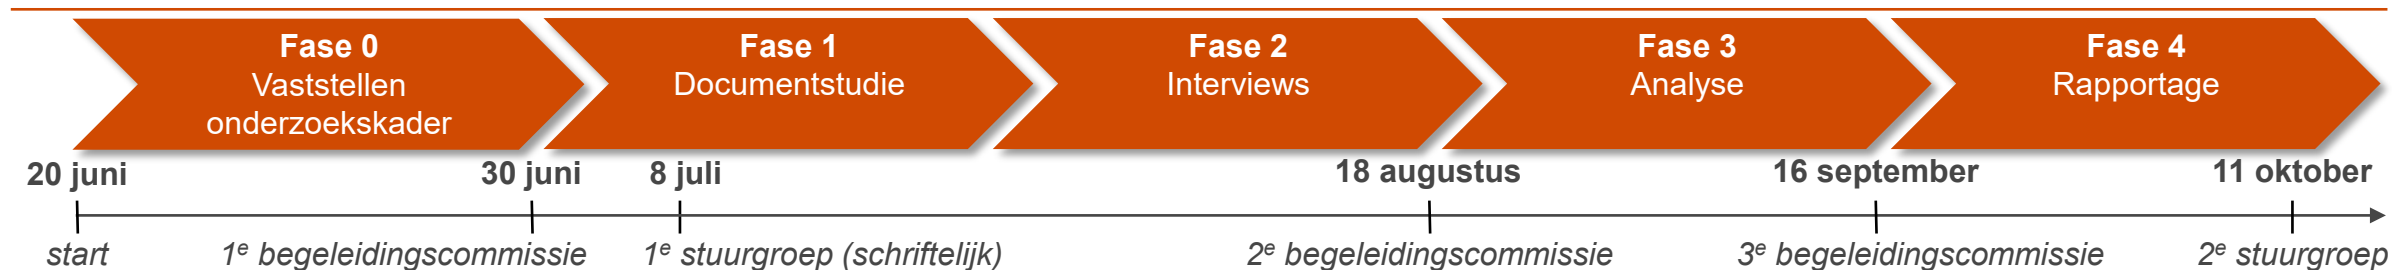 Fase 0
Vaststellen
onderzoekskader
Fase 1
Documentstudie
Fase 2
Interviews
Fase 3
Analyse
Fase 4
Rapportage
20 juni
30 juni
8 juli
18 augustus
16 september
11 oktober
start
1e begeleidingscommissie
1e stuurgroep (schriftelijk)
2e begeleidingscommissie
3e begeleidingscommissie
2e stuurgroep